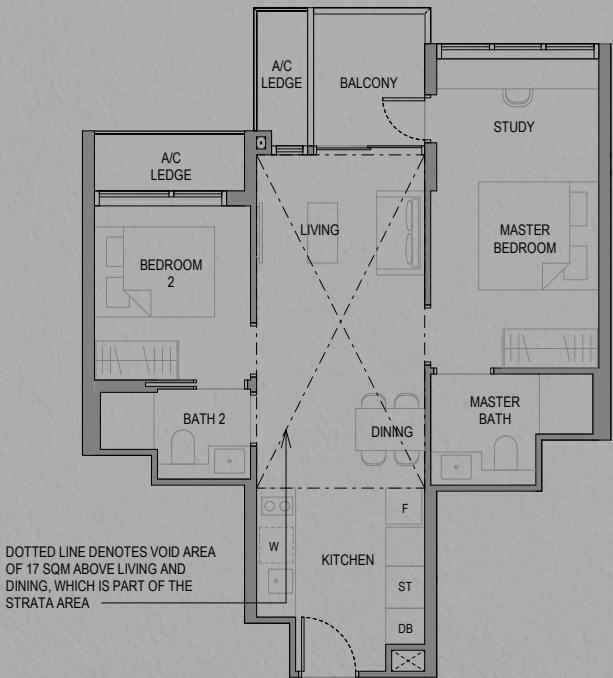 A/C
LEDGE
BALCONY
STUDY
A/C
LEDGE
LIVING
MASTER
BEDROOM
BEDROOM
2
BATH 2
DINING
MASTER
BATH
F
W
KITCHEN
ST
DB
DOTTED LINE DENOTES VOID AREA
OF 17 SQM ABOVE LIVING AND
DINING, WHICH IS PART OF THE
STRATA AREA